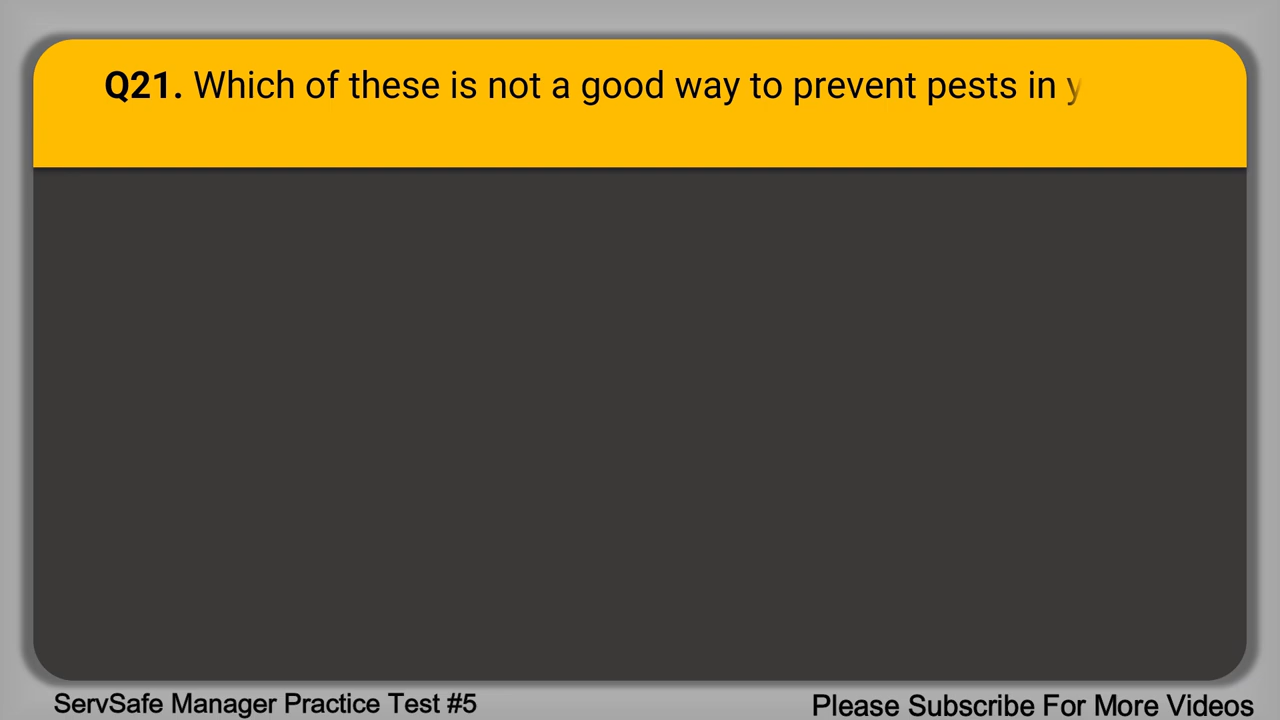 Q21. Which of these is not a good way to prevent pests in y
ServSafe Manager Practice Test #5
Please Subscribe For More Videos